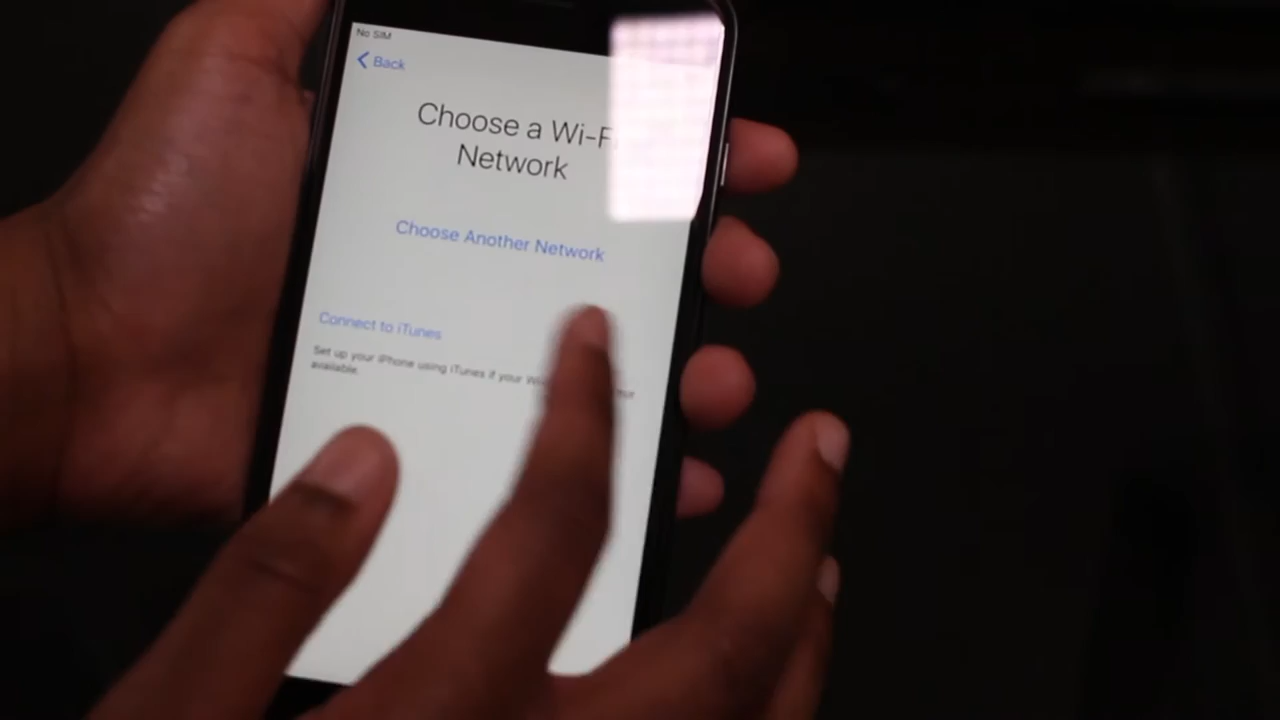 No SIM
Back
Choose a Wi-F
Network
Choose Another Network
Connect to iTunes
Set up your iPhone using iTunes if your Wi
available.